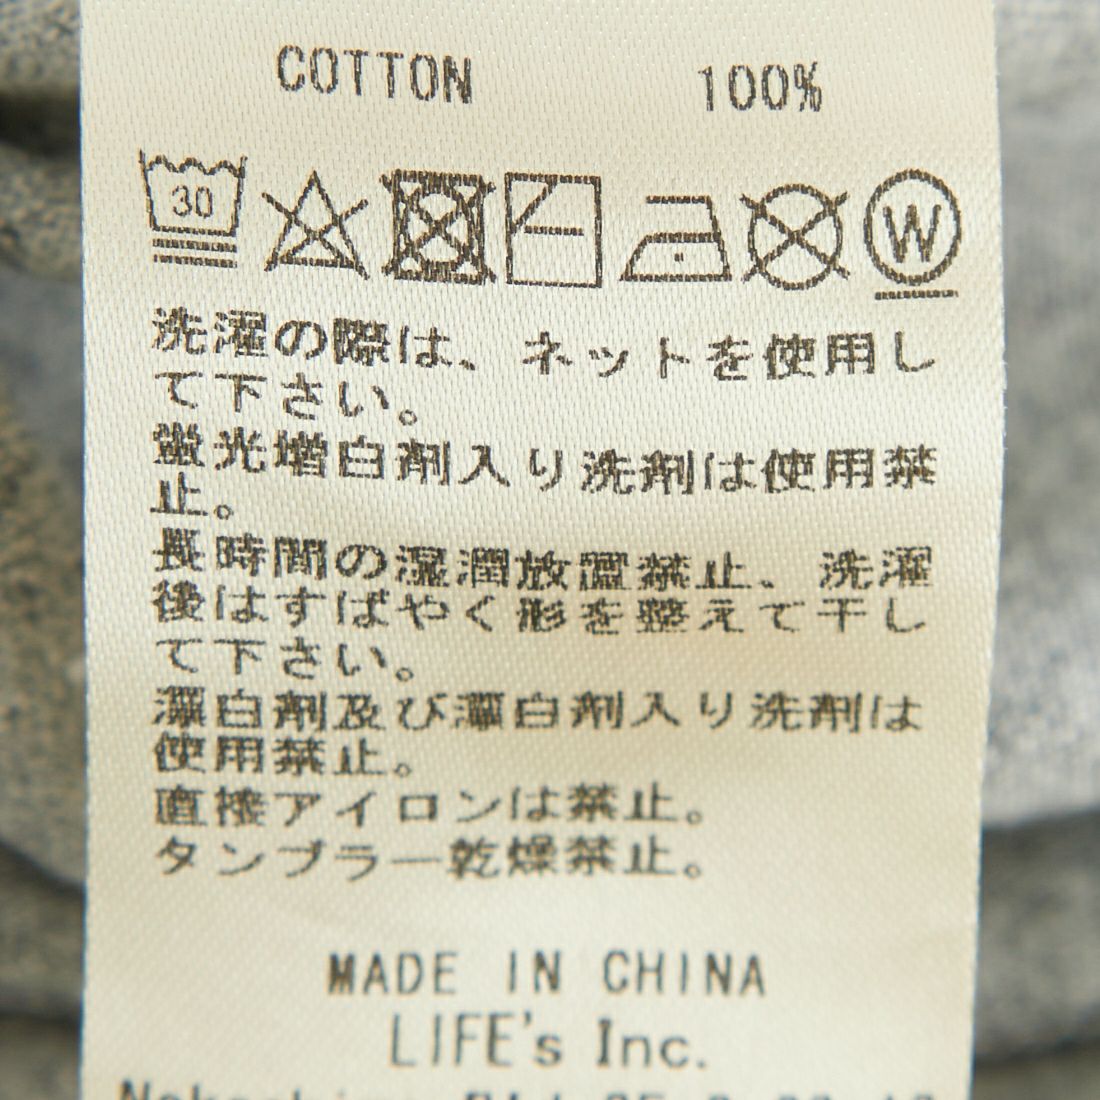 COTTON 100%
30 W
洗濯の際は、ネットを使用し
て下さい。
蛍光増白剤入り洗剤は使用禁
止。
長時間の湿潤放置禁止、洗濯
後はすばやく形を整えて干し
て下さい。
漂白剤及び漂白剤入り洗剤は
使用禁止。
直接アイロンは禁止。
タンブラー乾燥禁止。
MADE IN CHINA
LIFE's Inc.